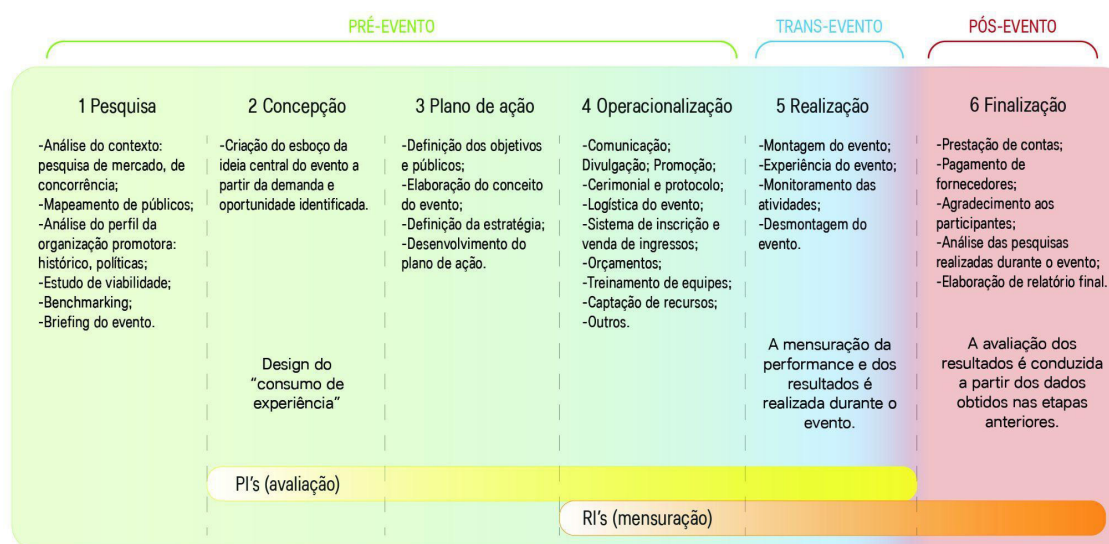 PRÉ-EVENTO
TRANS-EVENTO
PÓS-EVENTO
1 Pesquisa
-Análise do contexto:
pesquisa de mercado, de
concorrência;
-Mapeamento de públicos;
-Análise do perfil da
organização promotora:
histórico, políticas;
-Estudo de viabilidade;
-Benchmarking;
-Briefing do evento.
2 Concepção
-Criação do esboço da
ideia central do evento a
partir da demanda e
oportunidade identificada.
Design do
“consumo de
experiência”
3 Plano de ação
-Definição dos objetivos
e públicos;
-Elaboração do conceito
do evento;
-Definição da estratégia;
-Desenvolvimento do
plano de ação.
4 Operacionalização
-Comunicação;
Divulgação; Promoção;
-Cerimonial e protocolo;
-Logística do evento;
-Sistema de inscrição e
venda de ingressos;
-Orçamentos;
-Treinamento de equipes;
-Captação de recursos;
-Outros.
5 Realização
-Montagem do evento;
-Experiência do evento;
-Monitoramento das
atividades;
-Desmontagem do
evento.
A mensuração da
performance e dos
resultados é
realizada durante o
evento.
6 Finalização
-Prestação de contas;
-Pagamento de
fornecedores;
-Agradecimento aos
participantes;
-Análise das pesquisas
realizadas durante o evento;
-Elaboração de relatório final.
A avaliação dos
resultados é conduzida
a partir dos dados
obtidos nas etapas
anteriores.
PI's (avaliação)
RI's (mensuração)